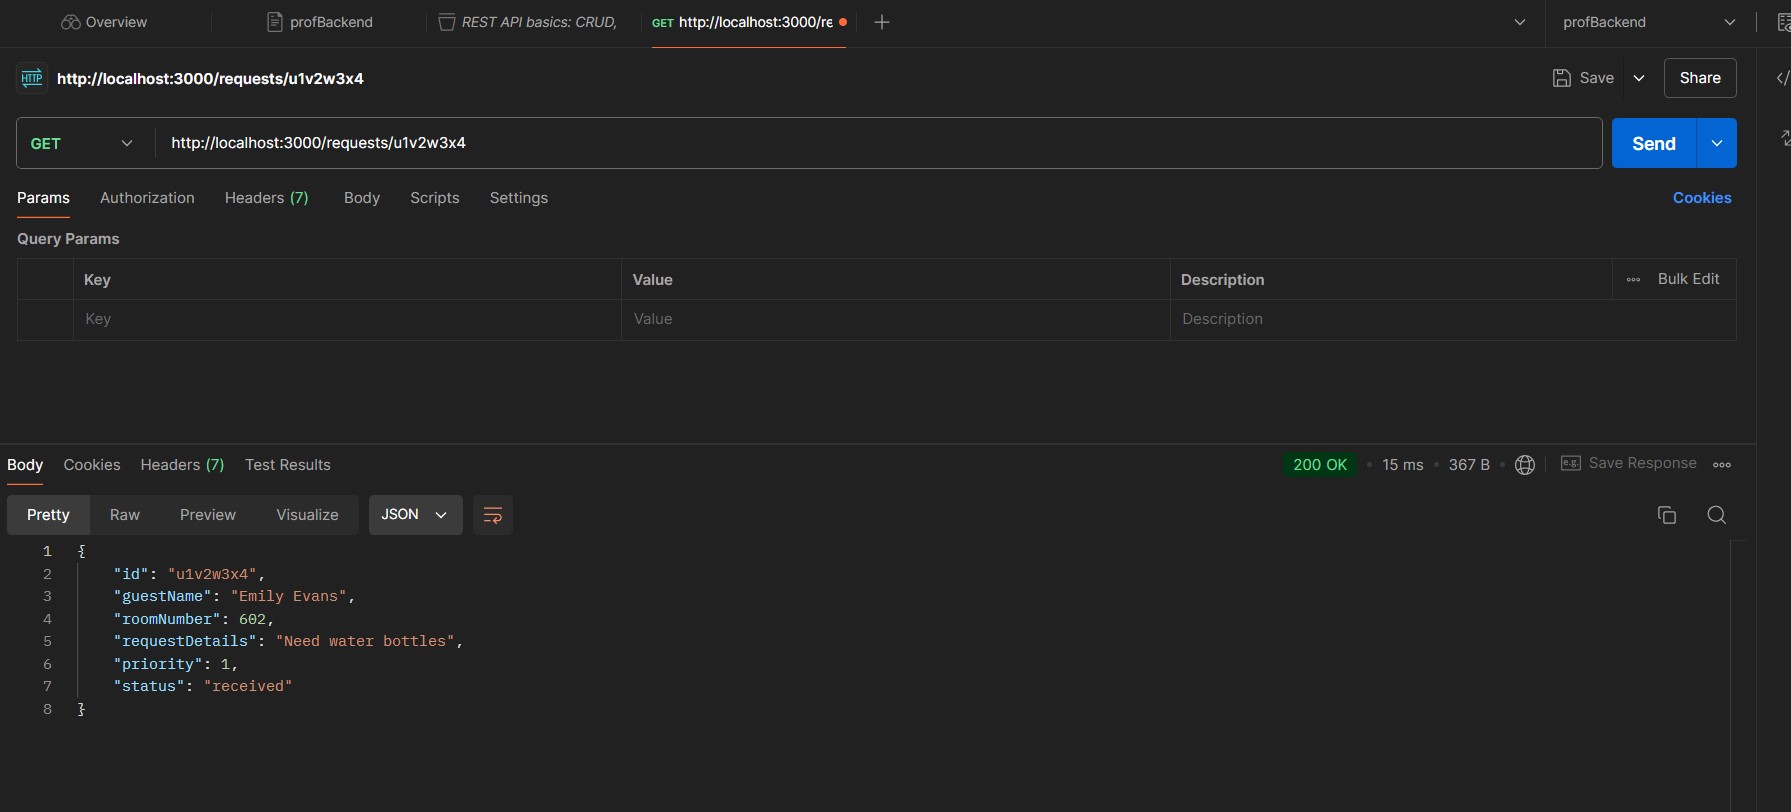 Overview
profBackend
REST API basics: CRUD,
GET http://localhost:3000/re
profBackend
HTTP
http://localhost:3000/requests/u1v2w3x4
Save
Share
GET
http://localhost:3000/requests/u1v2w3x4
Send
Params Authorization Headers (7) Body Scripts Settings
Cookies
Query Params
Key Value Description Bulk Edit
Key Value Description
Body Cookies Headers (7) Test Results
200 OK • 15 ms • 367 B •
e.g. Save Response
Pretty Raw Preview Visualize JSON
1 {
2 "id": "u1v2w3x4",
3 "guestName": "Emily Evans",
4 "roomNumber": 602,
5 "requestDetails": "Need water bottles",
6 "priority": 1,
7 "status": "received"
8 }